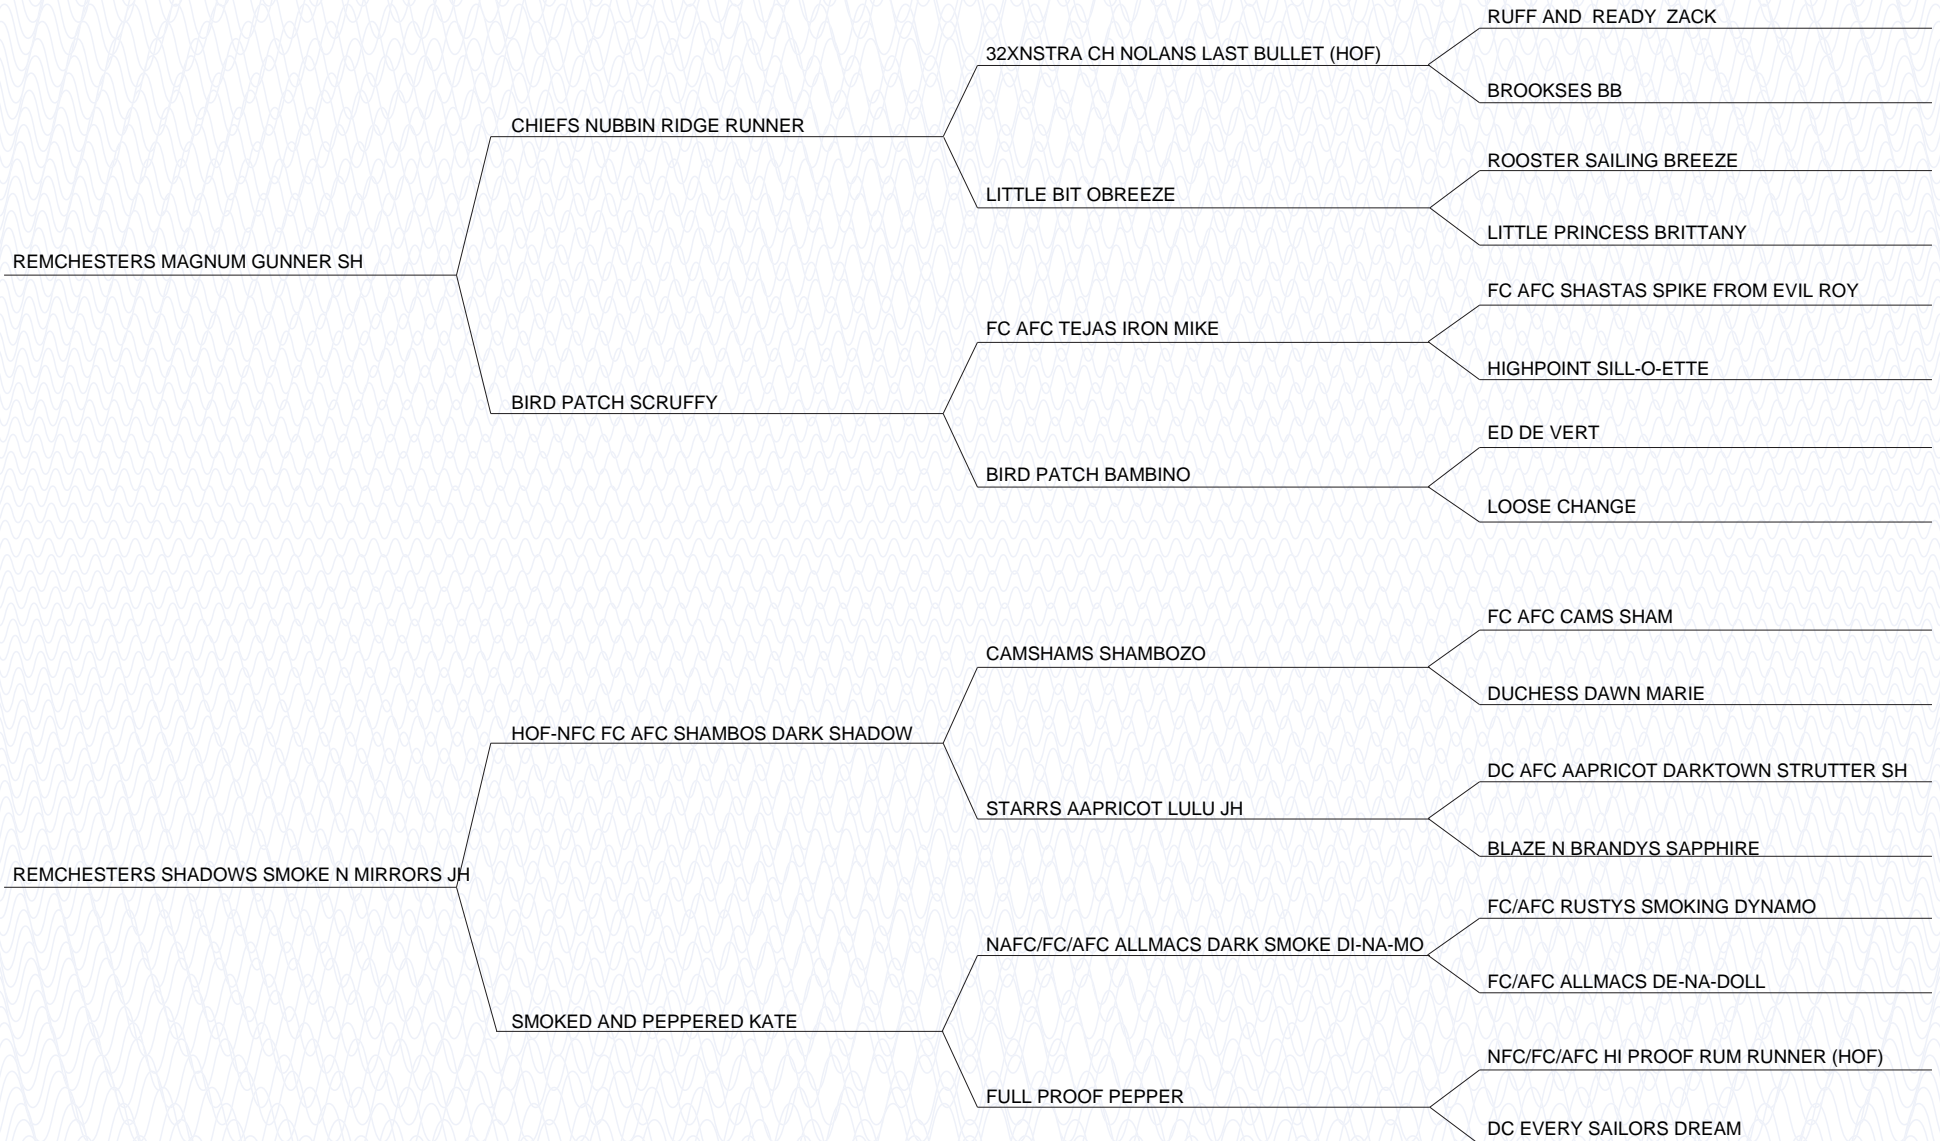 RUFF AND  READY  ZACK
32XNSTRA CH NOLANS LAST BULLET (HOF)
BROOKSES BB
CHIEFS NUBBIN RIDGE RUNNER
ROOSTER SAILING BREEZE
LITTLE BIT OBREEZE
LITTLE PRINCESS BRITTANY
REMCHESTERS MAGNUM GUNNER SH
FC AFC SHASTAS SPIKE FROM EVIL ROY
FC AFC TEJAS IRON MIKE
HIGHPOINT SILL-O-ETTE
BIRD PATCH SCRUFFY
ED DE VERT
BIRD PATCH BAMBINO
LOOSE CHANGE
FC AFC CAMS SHAM
CAMSHAMS SHAMBOZO
DUCHESS DAWN MARIE
HOF-NFC FC AFC SHAMBOS DARK SHADOW
DC AFC AAPRICOT DARKTOWN STRUTTER SH
STARRS AAPRICOT LULU JH
BLAZE N BRANDYS SAPPHIRE
REMCHESTERS SHADOWS SMOKE N MIRRORS JH
FC/AFC RUSTYS SMOKING DYNAMO
NAFC/FC/AFC ALLMACS DARK SMOKE DI-NA-MO
FC/AFC ALLMACS DE-NA-DOLL
SMOKED AND PEPPERED KATE
NFC/FC/AFC HI PROOF RUM RUNNER (HOF)
FULL PROOF PEPPER
DC EVERY SAILORS DREAM